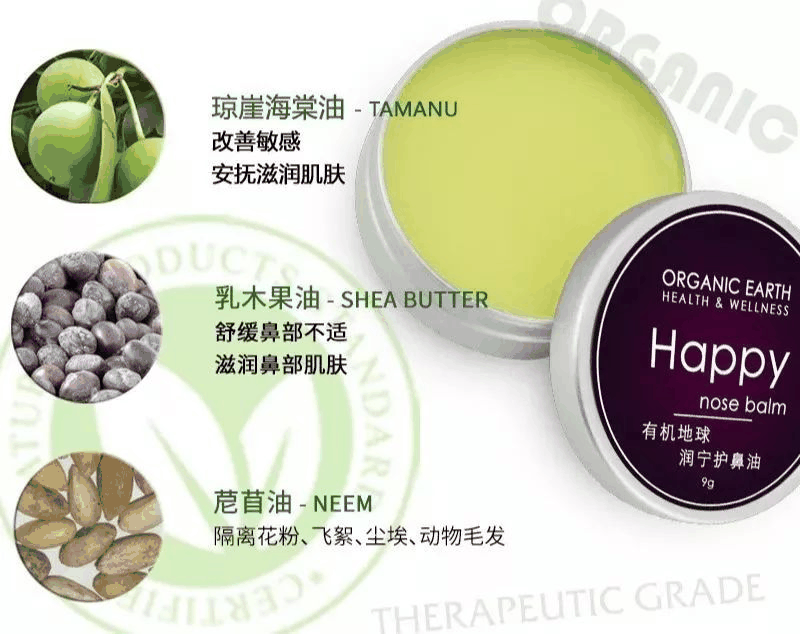 ORGANIC
琼崖海棠油 - TAMANU
改善敏感
安抚滋润肌肤
乳木果油 - SHEA BUTTER
舒缓鼻部不适
滋润鼻部肌肤
苨苜油 - NEEM
隔离花粉、飞絮、尘埃、动物毛发
ORGANIC EARTH
HEALTH & WELLNESS
Happy
nose balm
有机地球
润宁护鼻油
9g
THERAPEUTIC GRADE